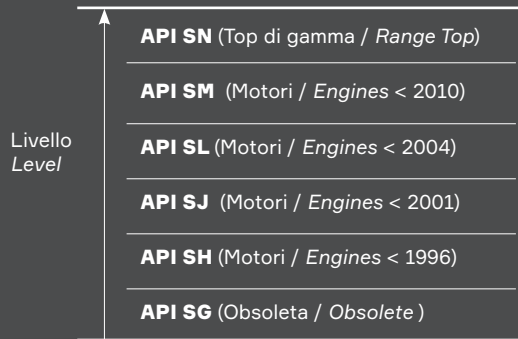 API SN (Top di gamma / Range Top)
API SM (Motori / Engines < 2010)
Livello
Level
API SL (Motori / Engines < 2004)
API SJ (Motori / Engines < 2001)
API SH (Motori / Engines < 1996)
API SG (Obsoleta / Obsolete )